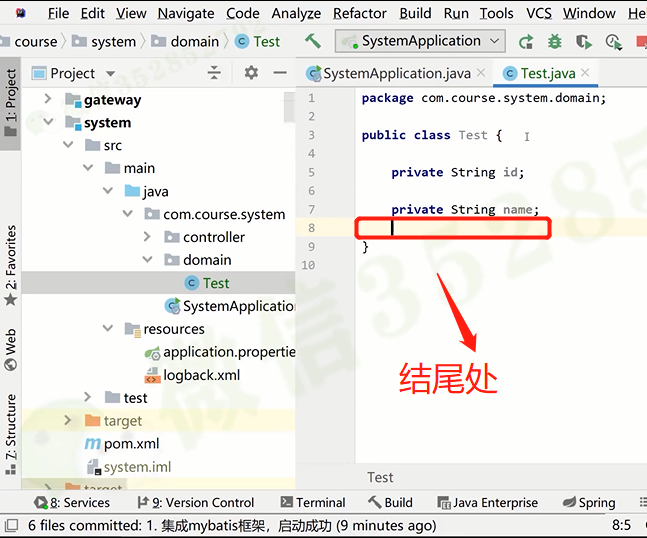 File Edit View Navigate Code Analyze Refactor Build Run Tools VCS Window He
course system domain Test SystemApplication
1: Project
2: Favorites
Web
Z: Structure
Project
gateway
system
src
main
java
com.course.system
controller
domain
Test
SystemApplication
resources
application.propertie
logback.xml
test
target
pom.xml
system.iml
target
SystemApplication.java Test.java
1 package com.course.system.domain;
2
3 public class Test {
4
5 private String id;
6
7 private String name;
8
9 }
10
结尾处
Test
8: Services 9: Version Control Terminal Build Java Enterprise Spring
6 files committed: 1. 集成mybatis框架，启动成功 (9 minutes ago) 8:5